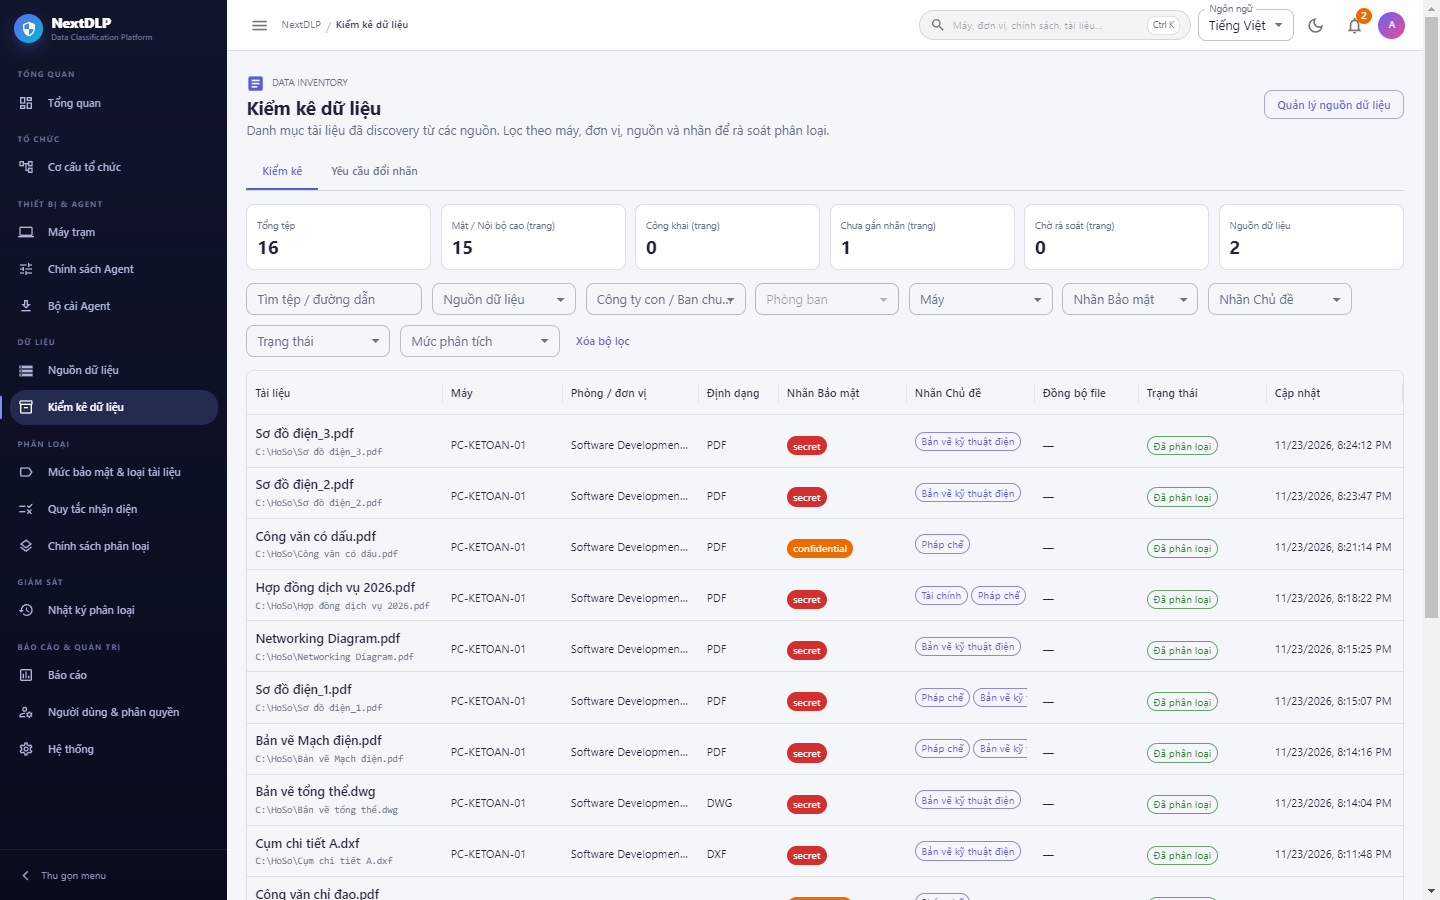 NextDLP
Data Classification Platform
TỔNG QUAN
Tổng quan
TỔ CHỨC
Cơ cấu tổ chức
THIẾT BỊ & AGENT
Máy trạm
Chính sách Agent
Bộ cài Agent
DỮ LIỆU
Nguồn dữ liệu
Kiểm kê dữ liệu
PHÂN LOẠI
Mức bảo mật & loại tài liệu
Quy tắc nhận diện
Chính sách phân loại
GIÁM SÁT
Nhật ký phân loại
BÁO CÁO & QUẢN TRỊ
Báo cáo
Người dùng & phân quyền
Hệ thống
Thu gọn menu
NextDLP / Kiểm kê dữ liệu
Máy, đơn vị, chính sách, tài liệu... Ctrl K
Ngôn ngữ
Tiếng Việt
2
A
DATA INVENTORY
Kiểm kê dữ liệu
Danh mục tài liệu đã discovery từ các nguồn. Lọc theo máy, đơn vị, nguồn và nhãn để rà soát phân loại.
Quản lý nguồn dữ liệu
Kiểm kê Yêu cầu đổi nhãn
Tổng tệp Mật / Nội bộ cao (trang) Công khai (trang) Chưa gắn nhãn (trang) Chờ rà soát (trang) Nguồn dữ liệu
16 15 0 1 0 2
Tìm tệp / đường dẫn Nguồn dữ liệu Công ty con / Ban chu... Phòng ban Máy Nhãn Bảo mật Nhãn Chủ đề
Trạng thái Mức phân tích Xóa bộ lọc
Tài liệu Máy Phòng / đơn vị Định dạng Nhãn Bảo mật Nhãn Chủ đề Đồng bộ file Trạng thái Cập nhật
Sơ đồ điện_3.pdf
C:\HoSo\Sơ đồ điện_3.pdf
PC-KETOAN-01 Software Developmen... PDF secret Bản vẽ kỹ thuật điện — Đã phân loại 11/23/2026, 8:24:12 PM
Sơ đồ điện_2.pdf
C:\HoSo\Sơ đồ điện_2.pdf
PC-KETOAN-01 Software Developmen... PDF secret Bản vẽ kỹ thuật điện — Đã phân loại 11/23/2026, 8:23:47 PM
Công văn có dấu.pdf
C:\HoSo\Công văn có dấu.pdf
PC-KETOAN-01 Software Developmen... PDF confidential Pháp chế — Đã phân loại 11/23/2026, 8:21:14 PM
Hợp đồng dịch vụ 2026.pdf
C:\HoSo\Hợp đồng dịch vụ 2026.pdf
PC-KETOAN-01 Software Developmen... PDF secret Tài chính Pháp chế — Đã phân loại 11/23/2026, 8:18:22 PM
Networking Diagram.pdf
C:\HoSo\Networking Diagram.pdf
PC-KETOAN-01 Software Developmen... PDF secret Bản vẽ kỹ thuật điện — Đã phân loại 11/23/2026, 8:15:25 PM
Sơ đồ điện_1.pdf
C:\HoSo\Sơ đồ điện_1.pdf
PC-KETOAN-01 Software Developmen... PDF secret Pháp chế Bản vẽ kỹ — Đã phân loại 11/23/2026, 8:15:07 PM
Bản vẽ Mạch điện.pdf
C:\HoSo\Bản vẽ Mạch điện.pdf
PC-KETOAN-01 Software Developmen... PDF secret Pháp chế Bản vẽ kỹ — Đã phân loại 11/23/2026, 8:14:16 PM
Bản vẽ tổng thể.dwg
C:\HoSo\Bản vẽ tổng thể.dwg
PC-KETOAN-01 Software Developmen... DWG secret Bản vẽ kỹ thuật điện — Đã phân loại 11/23/2026, 8:14:04 PM
Cụm chi tiết A.dxf
C:\HoSo\Cụm chi tiết A.dxf
PC-KETOAN-01 Software Developmen... DXF secret Bản vẽ kỹ thuật điện — Đã phân loại 11/23/2026, 8:11:48 PM
Công văn chỉ đạo.pdf